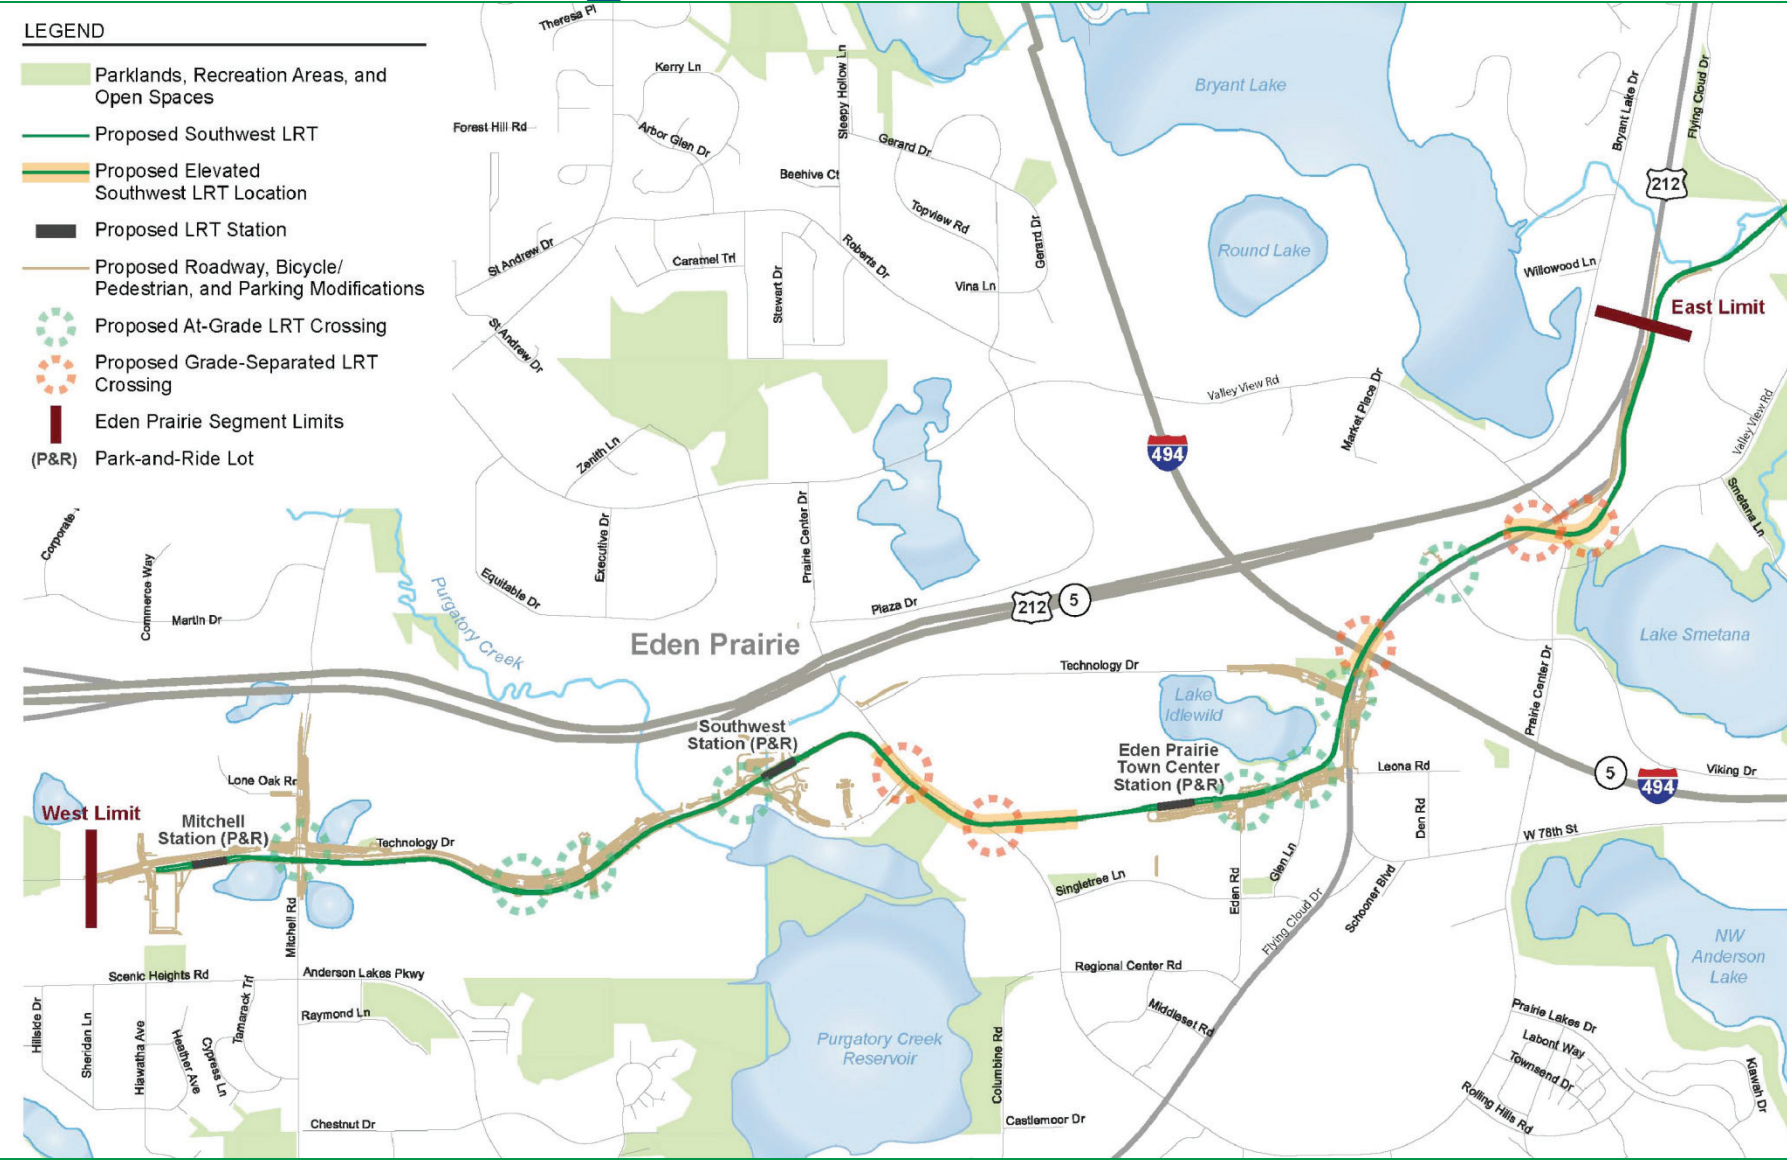 LEGEND
Parklands, Recreation Areas, and
Open Spaces
Proposed Southwest LRT
Proposed Elevated
Southwest LRT Location
Proposed LRT Station
Proposed Roadway, Bicycle/
Pedestrian, and Parking Modifications
Proposed At-Grade LRT Crossing
Proposed Grade-Separated LRT
Crossing
Eden Prairie Segment Limits
(P&R) Park-and-Ride Lot
Theresa Pl
Kerry Ln
Sleepy Hollow Ln
Forest Hill Rd
Arbor Glen Dr
Gerard Dr
Beehive Ct
Topview Rd
Gerard Dr
St Andrew Dr
Caramel Trl
Roberts Dr
Stewart Dr
Vina Ln
St Andrew Dr
Bryant Lake
Round Lake
Bryant Lake Dr
Flying Cloud Dr
212
Willowood Ln
East Limit
Valley View Rd
Market Place Dr
Valley View Rd
494
Zenith Ln
Smetana Ln
Corporate
Commerce Way
Martin Dr
Purgatory Creek
Equitable Dr
Executive Dr
Prairie Center Dr
Plaza Dr
212
5
Eden Prairie
Lake Smetana
Technology Dr
Prairie Center Dr
Lake
Idlewild
Southwest
Station (P&R)
Eden Prairie
Town Center
Station (P&R)
Leona Rd
5
494
Viking Dr
Lone Oak Rr
West Limit
Mitchell
Station (P&R)
Technology Dr
Den Rd
W 78th St
Singletree Ln
Eden Rd
Glen Ln
Flying Cloud Dr
Schooner Blvd
Mitchell Rd
NW
Anderson
Lake
Scenic Heights Rd
Anderson Lakes Pkwy
Regional Center Rd
Hillside Dr
Sheridan Ln
Hiawatha Ave
Heather Ave
Cypress Ln
Tamarack Trl
Raymond Ln
Middleset Rd
Purgatory Creek
Reservoir
Columbine Rd
Prairie Lakes Dr
Labont Way
Townsend Dr
Rolling Hills Rd
Kiawah Dr
Chestnut Dr
Castlemoor Dr